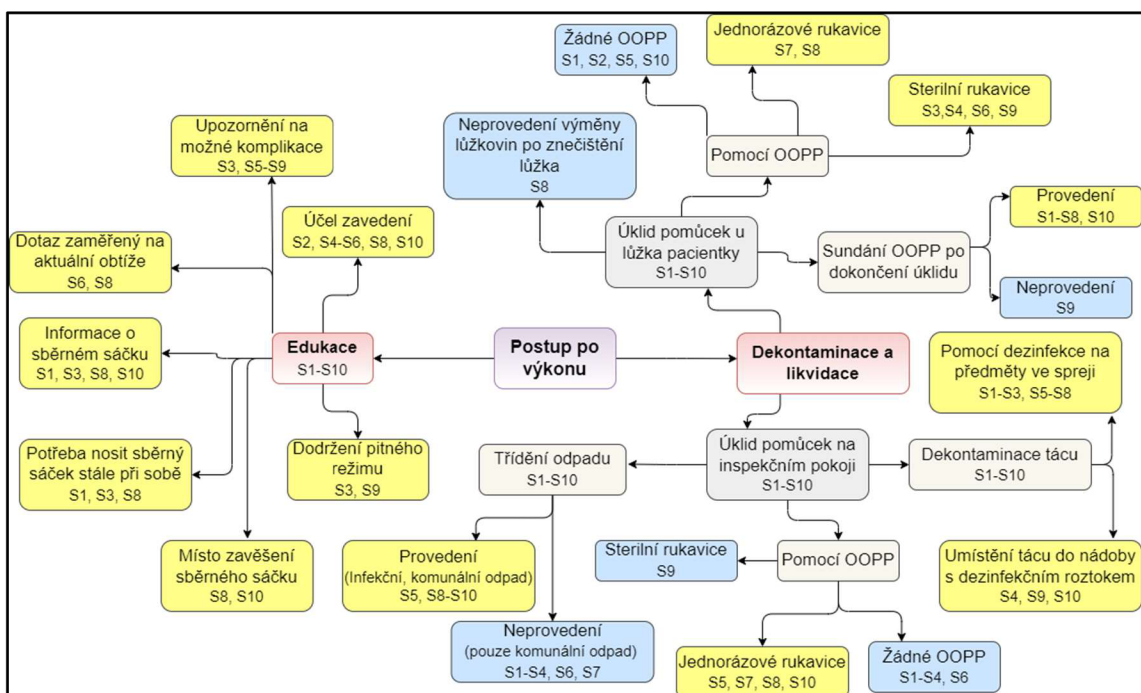 Žádné OOPP
S1, S2, S5, S10
Jednorázové rukavice
S7, S8
Sterilní rukavice
S3,S4, S6, S9
Upozornění na
možné komplikace
S3, S5-S9
Neprovedení výměny
lůžkovin po znečištění
lůžka
S8
Pomocí OOPP
Účel zavedení
S2, S4-S6, S8, S10
Úklid pomůcek u
lůžka pacientky
S1-S10
Provedení
S1-S8, S10
Dotaz zaměřený na
aktuální obtíže
S6, S8
Sundání OOPP po
dokončení úklidu
Neprovedení
S9
Informace o
sběrném sáčku
S1, S3, S8, S10
Edukace
S1-S10
Postup po
výkonu
Dekontaminace a
likvidace
Pomocí dezinfekce na
předměty ve spreji
S1-S3, S5-S8
Potřeba nosit sběrný
sáček stále při sobě
S1, S3, S8
Dodržení pitného
režimu
S3, S9
Třídění odpadu
S1-S10
Úklid pomůcek na
inspekčním pokoji
S1-S10
Dekontaminace tácu
S1-S10
Místo zavěšení
sběrného sáčku
S8, S10
Provedení
(Infekční, komunální odpad)
S5, S8-S10
Sterilní rukavice
S9
Pomocí OOPP
Umístění tácu do nádoby
s dezinfekčním roztokem
S4, S9, S10
Neprovedení
(pouze komunální odpad)
S1-S4, S6, S7
Jednorázové rukavice
S5, S7, S8, S10
Žádné OOPP
S1-S4, S6